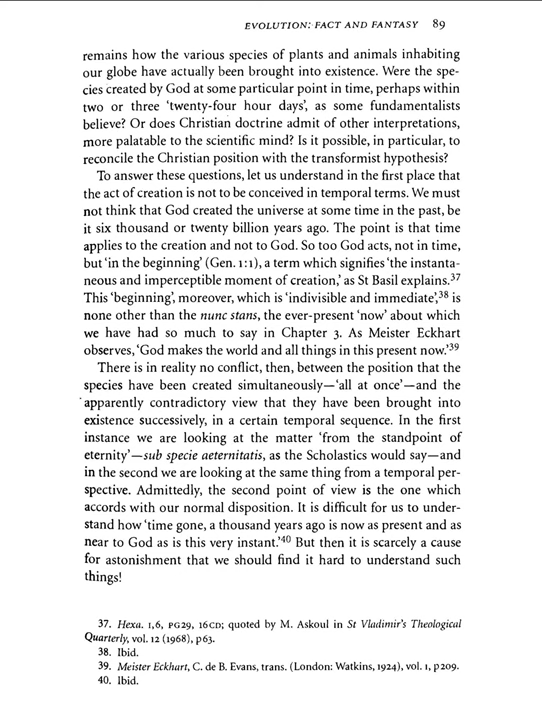 EVOLUTION: FACT AND FANTASY 89
remains how the various species of plants and animals inhabiting
our globe have actually been brought into existence. Were the spe-
cies created by God at some particular point in time, perhaps within
two or three ‘twenty-four hour days’, as some fundamentalists
believe? Or does Christian doctrine admit of other interpretations,
more palatable to the scientific mind? Is it possible, in particular, to
reconcile the Christian position with the transformist hypothesis?
To answer these questions, let us understand in the first place that
the act of creation is not to be conceived in temporal terms. We must
not think that God created the universe at some time in the past, be
it six thousand or twenty billion years ago. The point is that time
applies to the creation and not to God. So too God acts, not in time,
but ‘in the beginning’ (Gen. 1:1), a term which signifies ‘the instanta-
neous and imperceptible moment of creation,’ as St Basil explains.37
This ‘beginning’, moreover, which is ‘indivisible and immediate’,38 is
none other than the nunc stans, the ever-present ‘now’ about which
we have had so much to say in Chapter 3. As Meister Eckhart
observes, ‘God makes the world and all things in this present now.’39
There is in reality no conflict, then, between the position that the
species have been created simultaneously—‘all at once’—and the
apparently contradictory view that they have been brought into
existence successively, in a certain temporal sequence. In the first
instance we are looking at the matter ‘from the standpoint of
eternity’—sub specie aeternitatis, as the Scholastics would say—and
in the second we are looking at the same thing from a temporal per-
spective. Admittedly, the second point of view is the one which
accords with our normal disposition. It is difficult for us to under-
stand how ‘time gone, a thousand years ago is now as present and as
near to God as is this very instant.’40 But then it is scarcely a cause
for astonishment that we should find it hard to understand such
things!
37. Hexa. 1,6, PG29, 16CD; quoted by M. Askoul in St Vladimir's Theological
Quarterly, vol. 12 (1968), p63.
38. Ibid.
39. Meister Eckhart, C. de B. Evans, trans. (London: Watkins, 1924), vol. 1, p209.
40. Ibid.